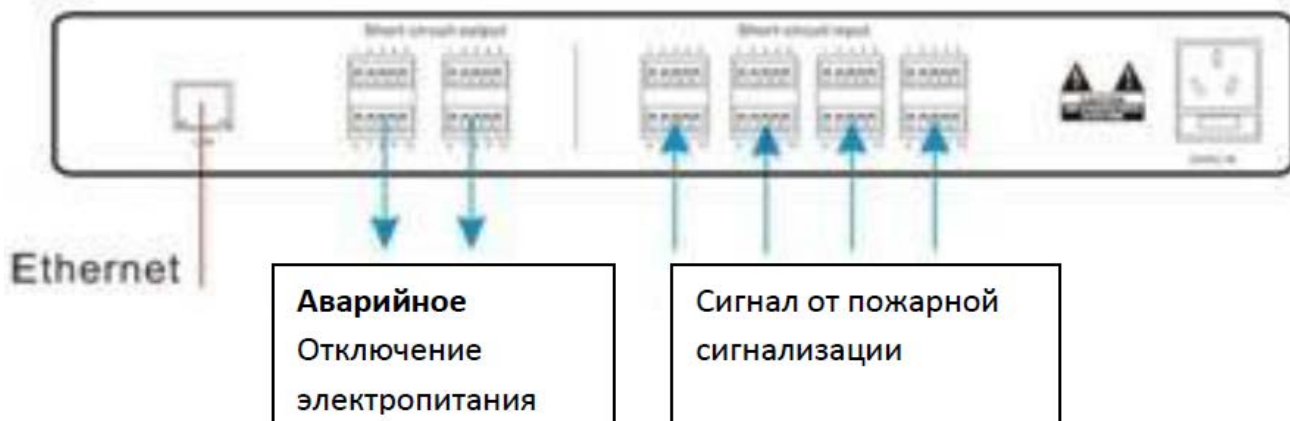 Short circuit output
Short circuit input
Ethernet
Аварийное
Отключение
электропитания
Сигнал от пожарной
сигнализации